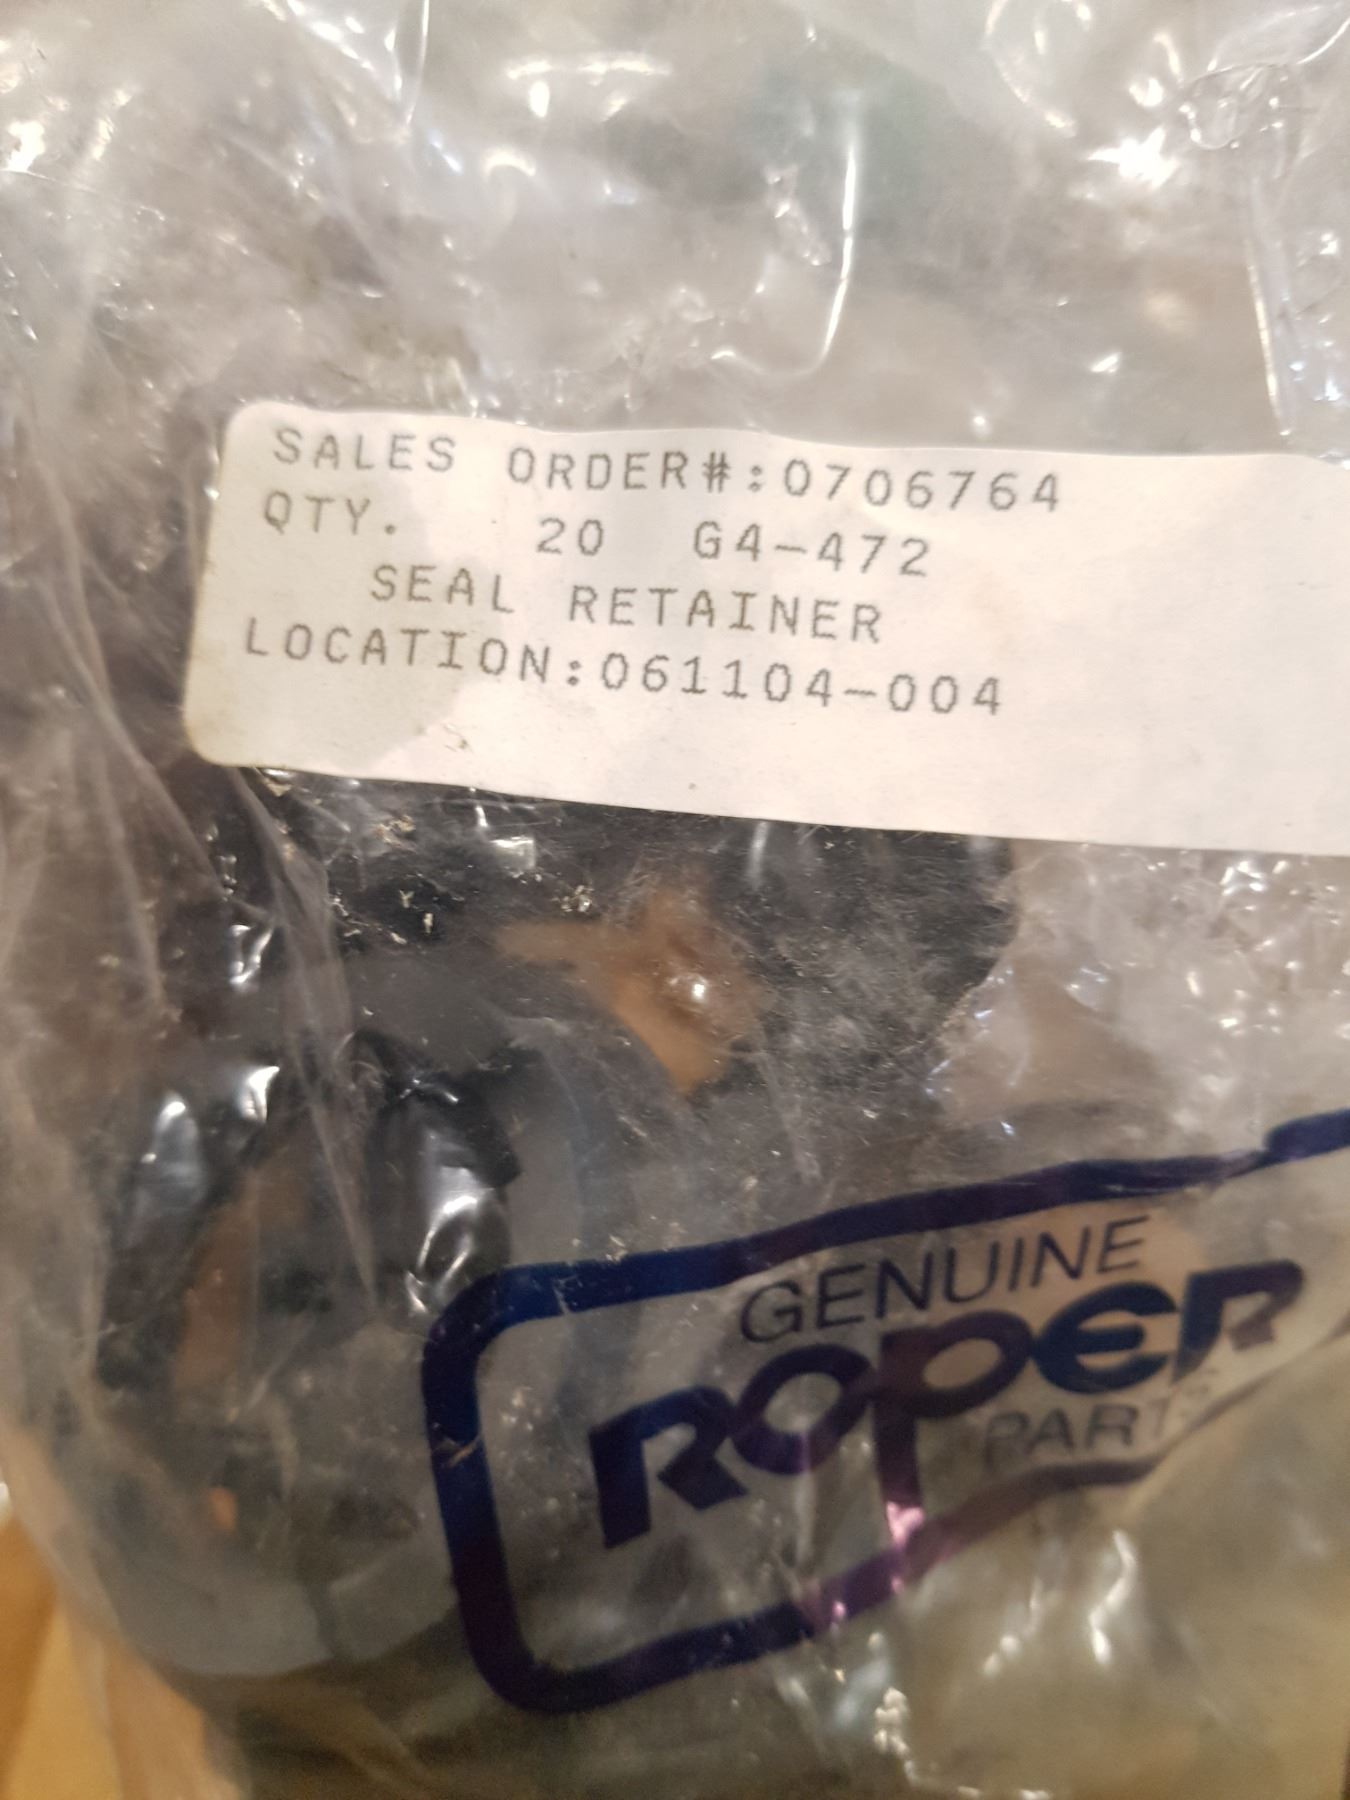 SALES ORDER#:0706764
QTY. 20 G4-472
SEAL RETAINER
LOCATION:061104-004
GENUINE
ROPER
PARTS